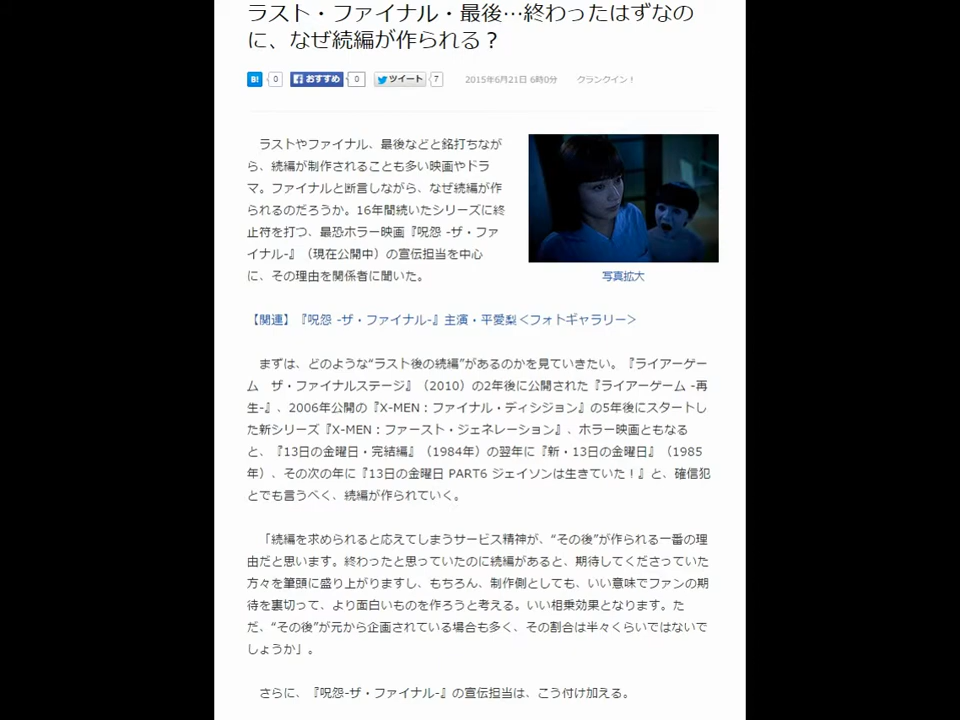 ラスト・ファイナル・最後…終わったはずなの
に、なぜ続編が作られる？
B! 0 おすすめ 0 ツイート 7 2015年6月21日 6時0分 クランクイン！
ラストやファイナル、最後などと銘打ちなが
ら、続編が制作されることも多い映画やドラ
マ。ファイナルと断言しながら、なぜ続編が作
られるのだろうか。16年間続いたシリーズに終
止符を打つ、最恐ホラー映画『呪怨 -ザ・ファ
イナル-』（現在公開中）の宣伝担当を中心
に、その理由を関係者に聞いた。
写真拡大
【関連】『呪怨 -ザ・ファイナル-』主演・平愛梨＜フォトギャラリー＞
まずは、どのような“ラスト後の続編”があるのかを見ていきたい。『ライアーゲー
ム　ザ・ファイナルステージ』（2010）の2年後に公開された『ライアーゲーム -再
生-』、2006年公開の『X-MEN：ファイナル・ディシジョン』の5年後にスタートし
た新シリーズ『X-MEN：ファースト・ジェネレーション』、ホラー映画ともなる
と、『13日の金曜日・完結編』（1984年）の翌年に『新・13日の金曜日』（1985
年）、その次の年に『13日の金曜日 PART6 ジェイソンは生きていた！』と、確信犯
とでも言うべく、続編が作られていく。
「続編を求められると応えてしまうサービス精神が、“その後”が作られる一番の理
由だと思います。終わったと思っていたのに続編があると、期待してくださっていた
方々を筆頭に盛り上がりますし、もちろん、制作側としても、いい意味でファンの期
待を裏切って、より面白いものを作ろうと考える。いい相乗効果となります。た
だ、“その後”が元から企画されている場合も多く、その割合は半々くらいではないで
しょうか」。
さらに、『呪怨-ザ・ファイナル-』の宣伝担当は、こう付け加える。